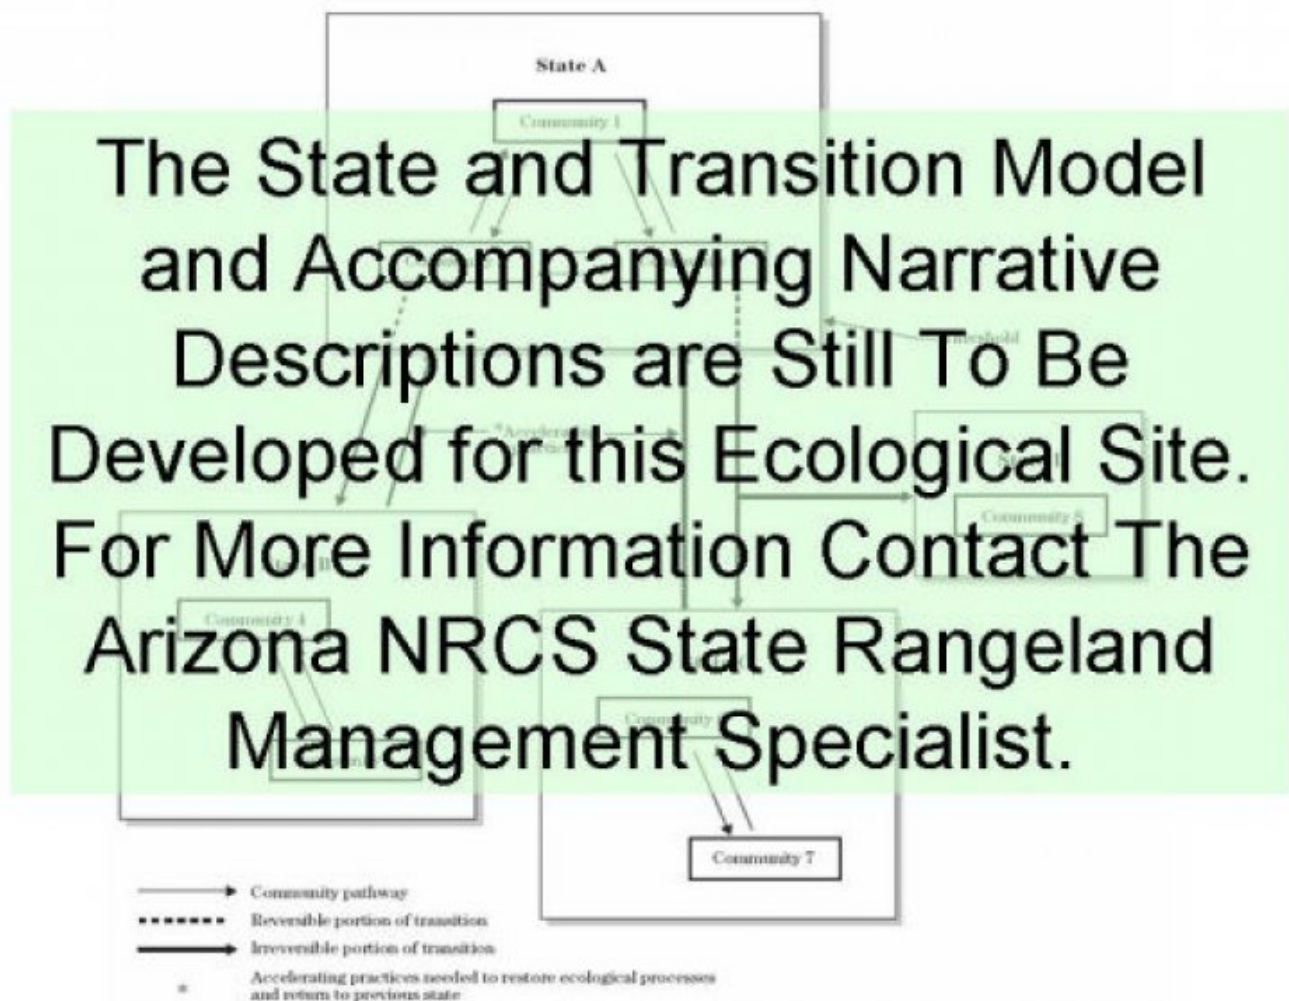 State A
Community 1
The State and Transition Model
and Accompanying Narrative
Descriptions are Still To Be
Developed for this Ecological Site.
For More Information Contact The
Arizona NRCS State Rangeland
Management Specialist.
Community 4
Community 7
Community pathway
Reversible portion of transition
Irreversible portion of transition
* Accelerating practices needed to restore ecological processes
and return to previous state